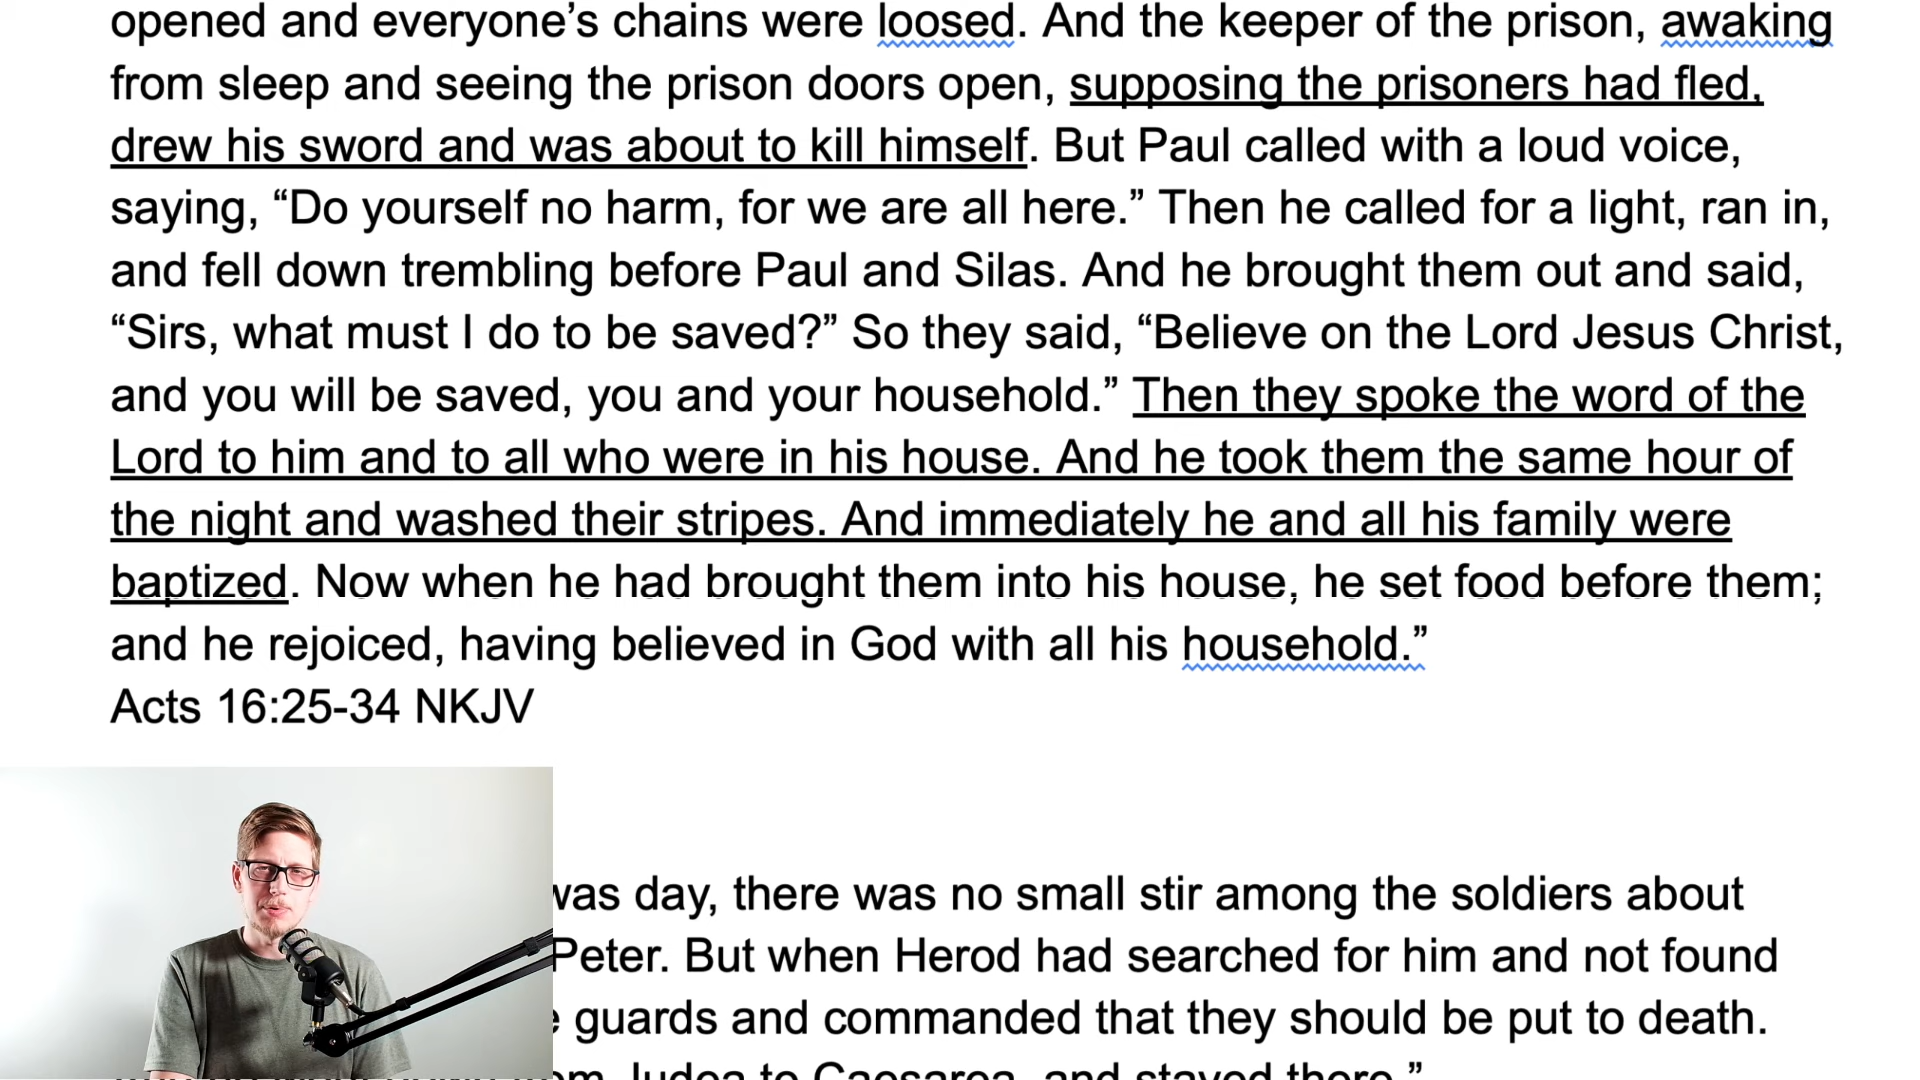 opened and everyone’s chains were loosed. And the keeper of the prison, awaking
from sleep and seeing the prison doors open, supposing the prisoners had fled,
drew his sword and was about to kill himself. But Paul called with a loud voice,
saying, “Do yourself no harm, for we are all here.” Then he called for a light, ran in,
and fell down trembling before Paul and Silas. And he brought them out and said,
“Sirs, what must I do to be saved?” So they said, “Believe on the Lord Jesus Christ,
and you will be saved, you and your household.” Then they spoke the word of the
Lord to him and to all who were in his house. And he took them the same hour of
the night and washed their stripes. And immediately he and all his family were
baptized. Now when he had brought them into his house, he set food before them;
and he rejoiced, having believed in God with all his household.”
Acts 16:25-34 NKJV
was day, there was no small stir among the soldiers about
Peter. But when Herod had searched for him and not found
guards and commanded that they should be put to death.
Judea to Caesarea, and stayed there.”